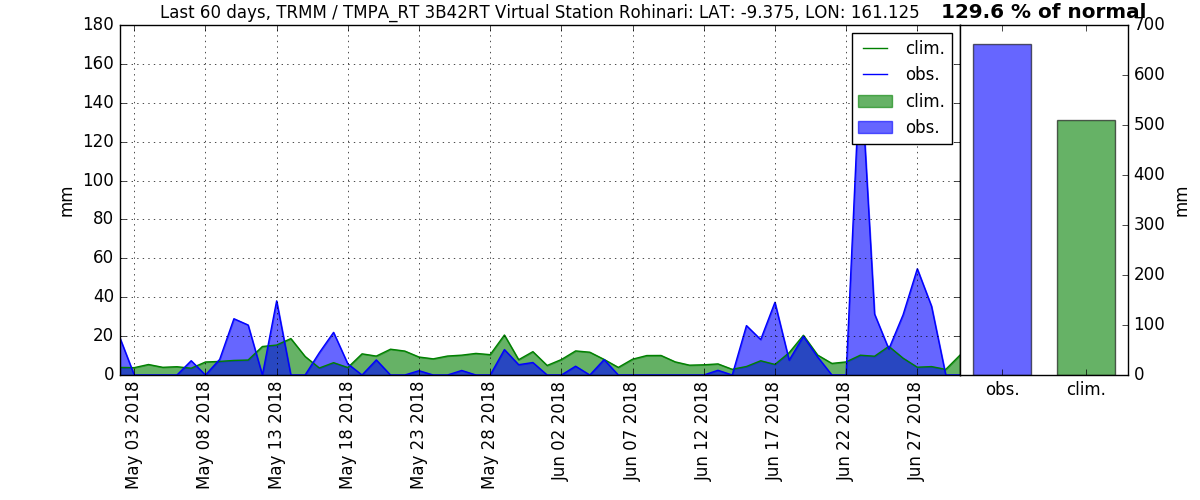 Last 60 days, TRMM / TMPA_RT 3B42RT Virtual Station Rohinari: LAT: -9.375, LON: 161.125
129.6 % of normal
180
160
140
120
100
80
60
40
20
0
mm
clim.
obs.
clim.
obs.
May 03 2018
May 08 2018
May 13 2018
May 18 2018
May 23 2018
May 28 2018
Jun 02 2018
Jun 07 2018
Jun 12 2018
Jun 17 2018
Jun 22 2018
Jun 27 2018
700
600
500
400
300
200
100
0
mm
obs.
clim.